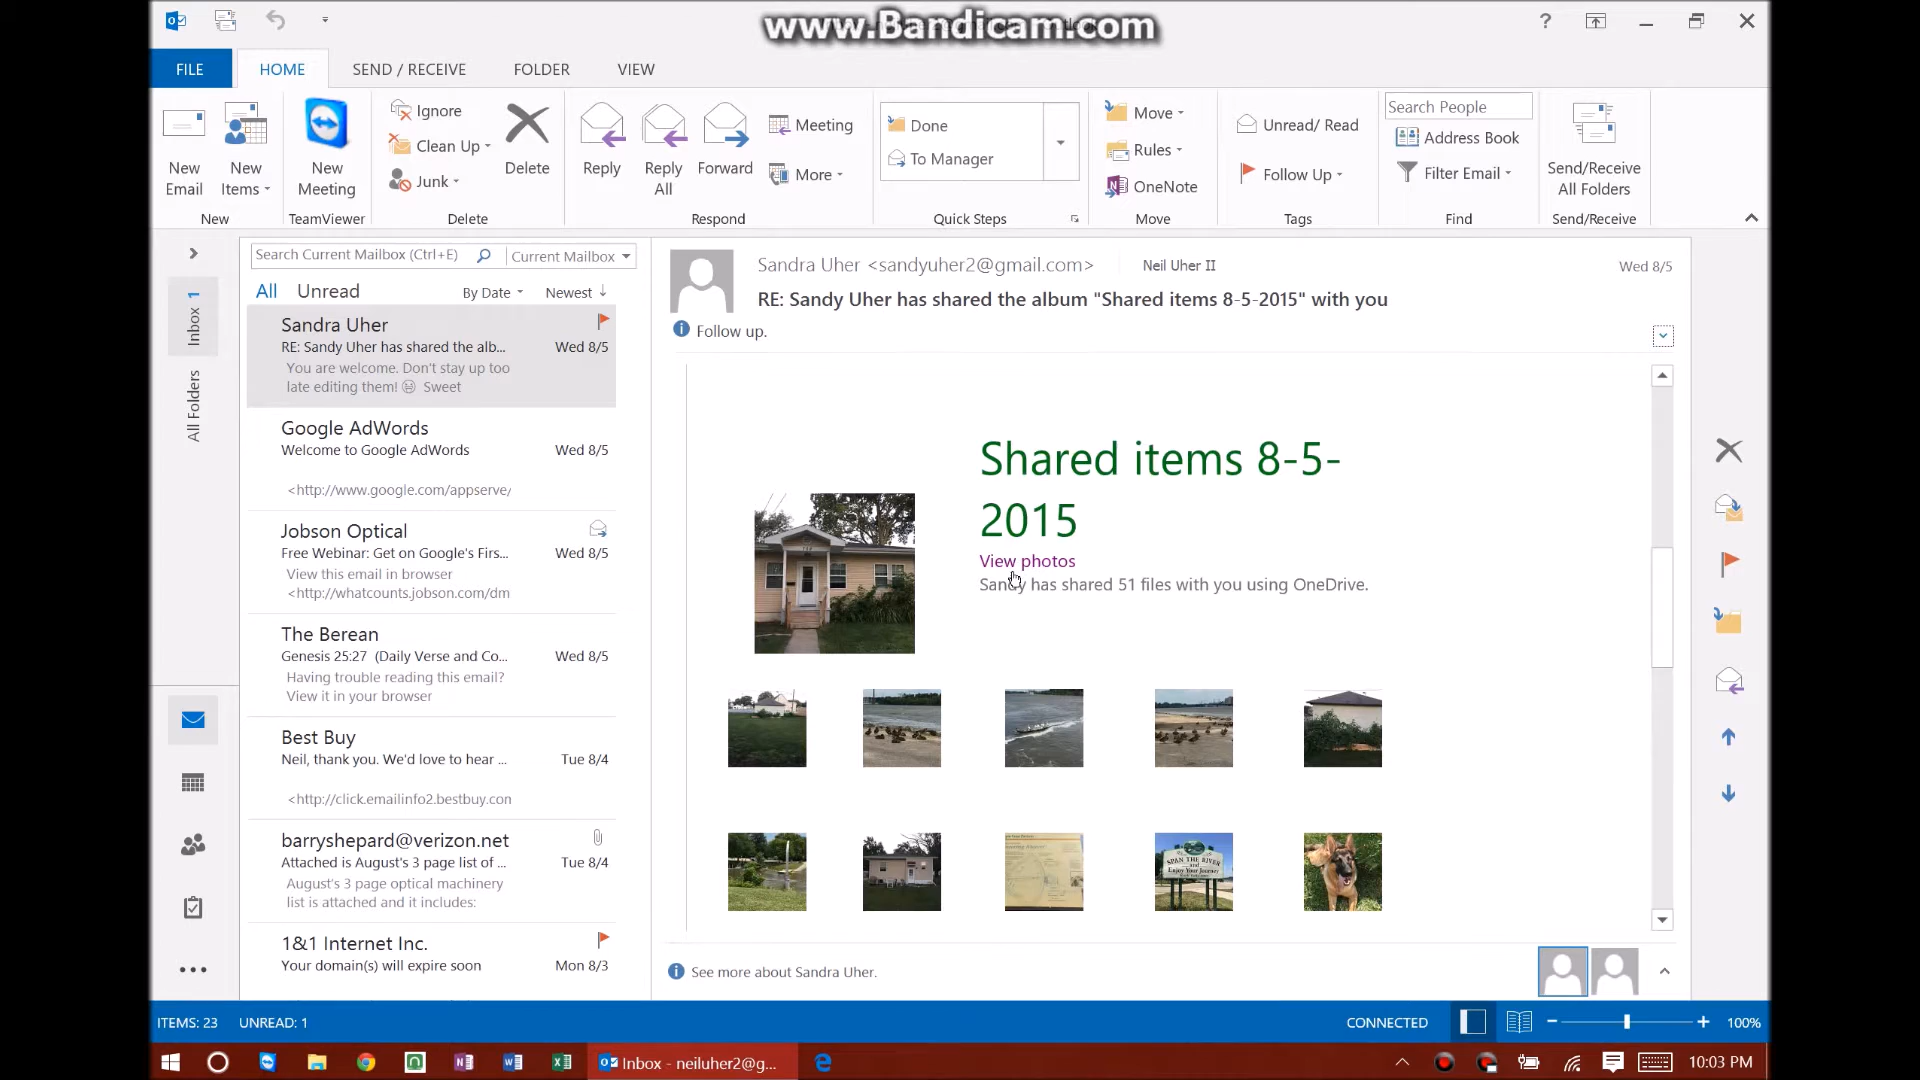 www.Bandicam.com
FILE HOME SEND / RECEIVE FOLDER VIEW
New Email
New Items
New Meeting
Ignore
Clean Up
Junk
Delete
Reply
Reply All
Forward
Meeting
More
Done
To Manager
Move
Rules
OneNote
Unread/ Read
Follow Up
Search People
Address Book
Filter Email
Send/Receive All Folders
New TeamViewer Delete Respond Quick Steps Move Tags Find Send/Receive
Inbox 1
All Folders
Search Current Mailbox (Ctrl+E) Current Mailbox
All Unread By Date Newest
Sandra Uher
RE: Sandy Uher has shared the alb... Wed 8/5
You are welcome. Don't stay up too
late editing them! Sweet
Google AdWords
Welcome to Google AdWords Wed 8/5
<http://www.google.com/appserve/
Jobson Optical
Free Webinar: Get on Google's Firs... Wed 8/5
View this email in browser
<http://whatcounts.jobson.com/dm
The Berean
Genesis 25:27 (Daily Verse and Co... Wed 8/5
Having trouble reading this email?
View it in your browser
Best Buy
Neil, thank you. We'd love to hear ... Tue 8/4
<http://click.emailinfo2.bestbuy.con
barryshepard@verizon.net
Attached is August's 3 page list of ... Tue 8/4
August's 3 page optical machinery
list is attached and it includes:
1&1 Internet Inc.
Your domain(s) will expire soon Mon 8/3
Sandra Uher <sandyuher2@gmail.com> Neil Uher II Wed 8/5
RE: Sandy Uher has shared the album "Shared items 8-5-2015" with you
Follow up.
Shared items 8-5-
2015
View photos
Sandy has shared 51 files with you using OneDrive.
SPAN THE RIVER
and
Enjoy Your Journey
See more about Sandra Uher.
ITEMS: 23 UNREAD: 1 CONNECTED 100%
Inbox - neiluher2@g... 10:03 PM